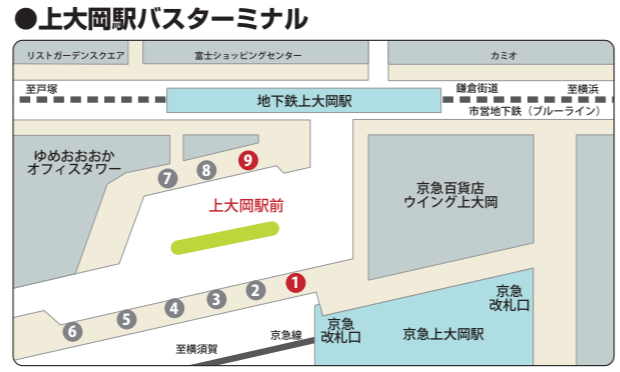 ●上大岡駅バスターミナル
リストガーデンスクエア
富士ショッピングセンター
カミオ
至戸塚
地下鉄上大岡駅
鎌倉街道
至横浜
市営地下鉄（ブルーライン）
ゆめおおおか
オフィスタワー
7
8
9
上大岡駅前
京急百貨店
ウイング上大岡
1
2
3
4
5
6
京急
改札口
京急
改札口
京急上大岡駅
京急線
至横須賀